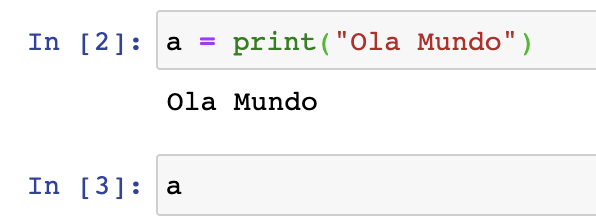 In [2]: a = print("Ola Mundo")
Ola Mundo
In [3]: a